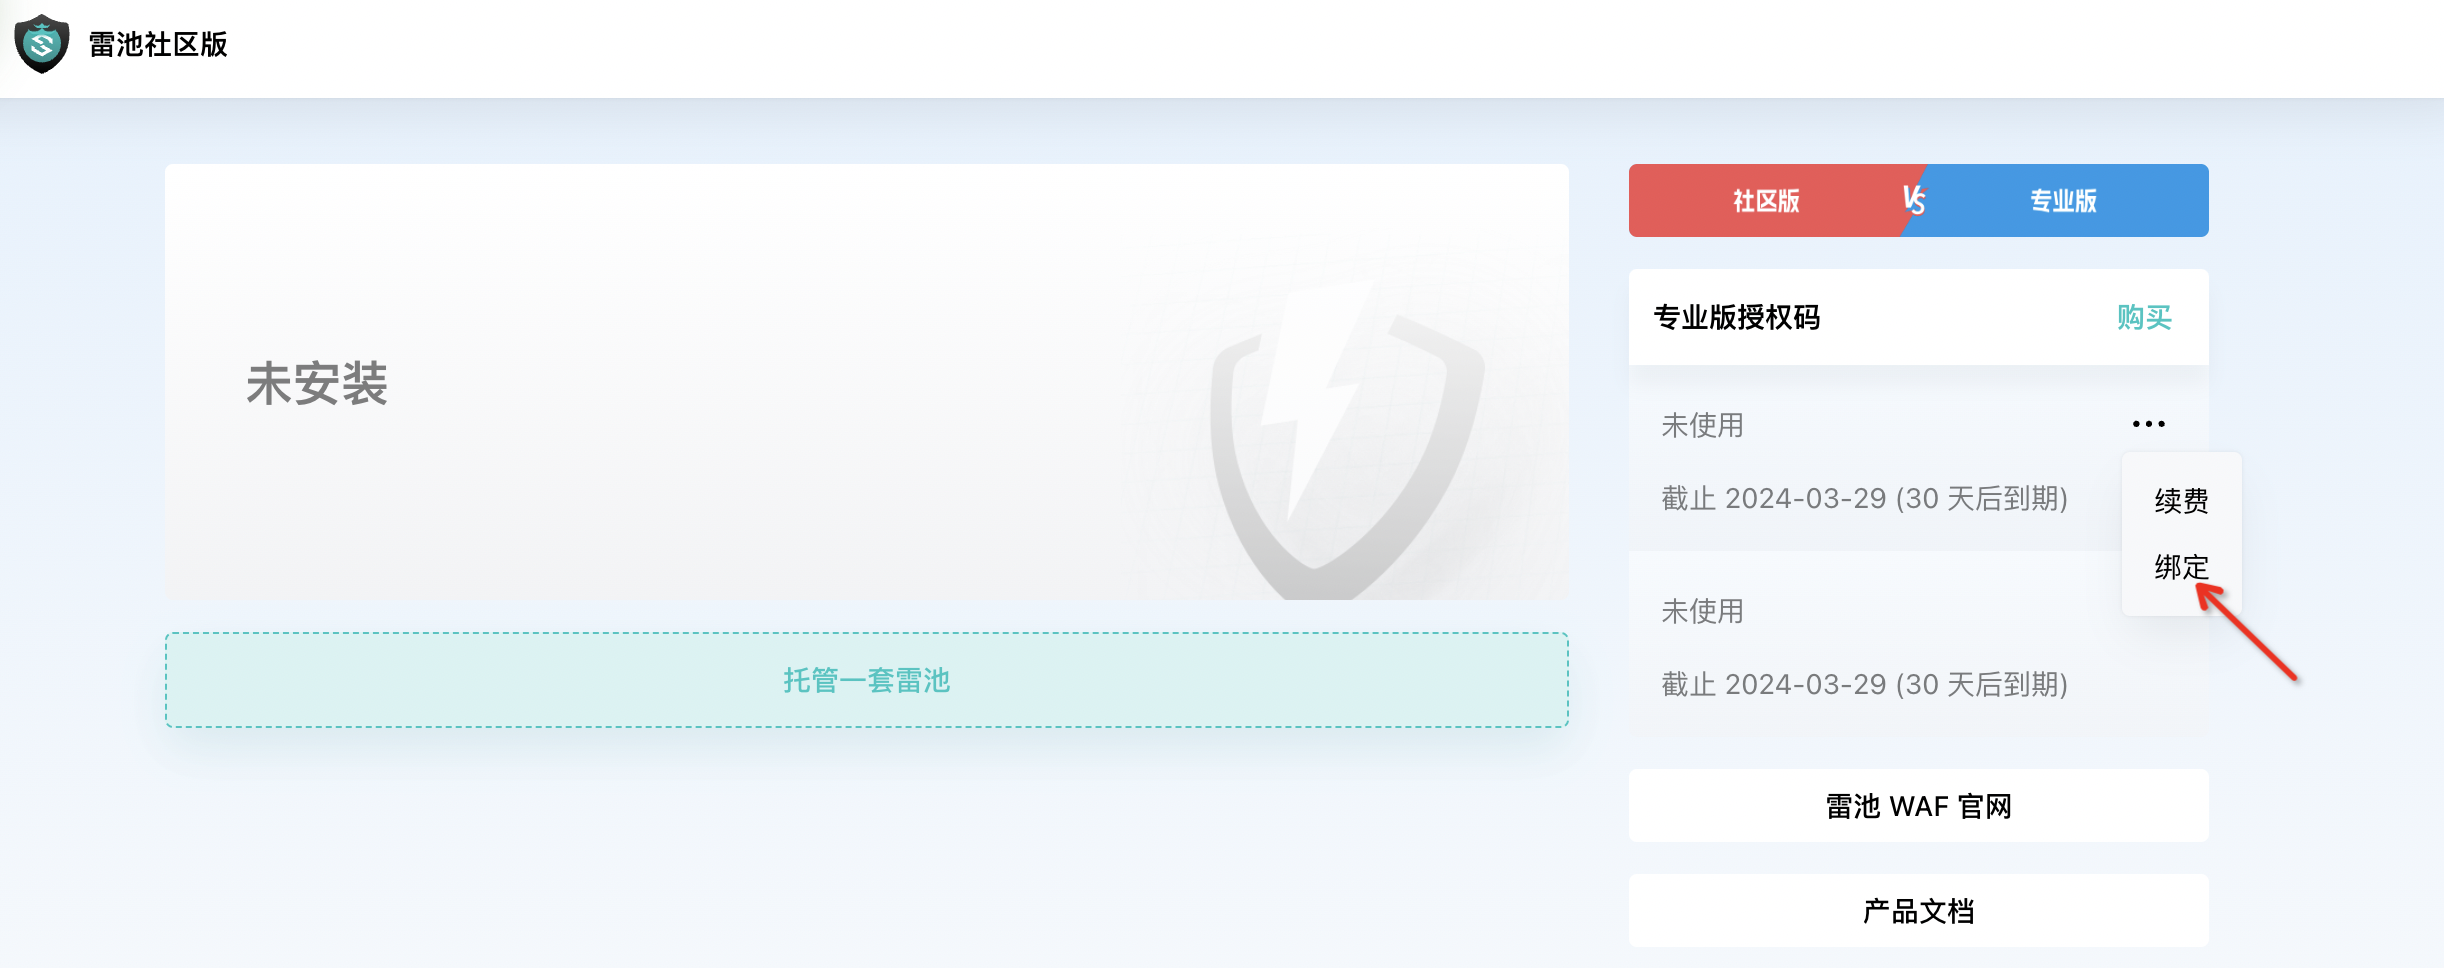 雷池社区版
未安装
托管一套雷池
社区版 VS 专业版
专业版授权码 购买
未使用
截止 2024-03-29 (30 天后到期)
续费
绑定
未使用
截止 2024-03-29 (30 天后到期)
雷池 WAF 官网
产品文档